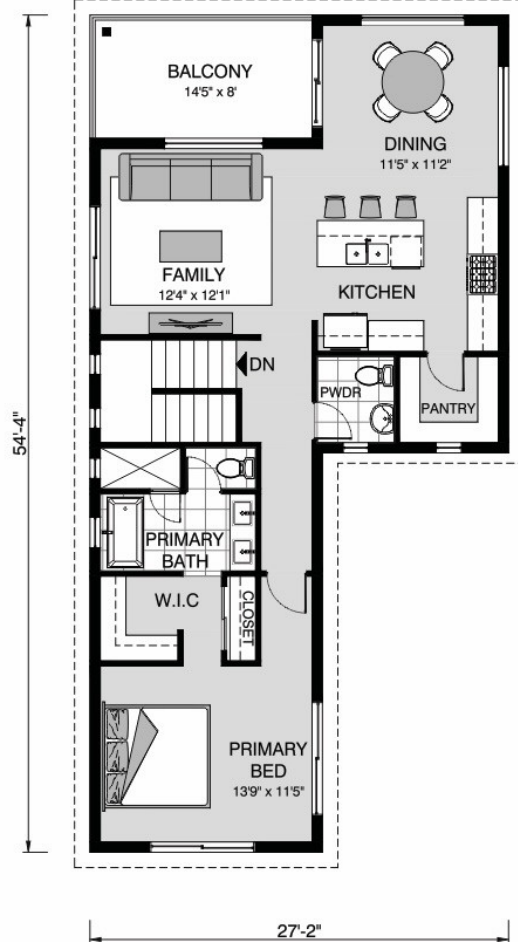 BALCONY
14'5" x 8'
DINING
11'5" x 11'2"
FAMILY
12'4" x 12'1"
KITCHEN
DN
PWDR
PANTRY
54'-4"
PRIMARY
BATH
W.I.C
CLOSET
PRIMARY
BED
13'9" x 11'5"
27'-2"